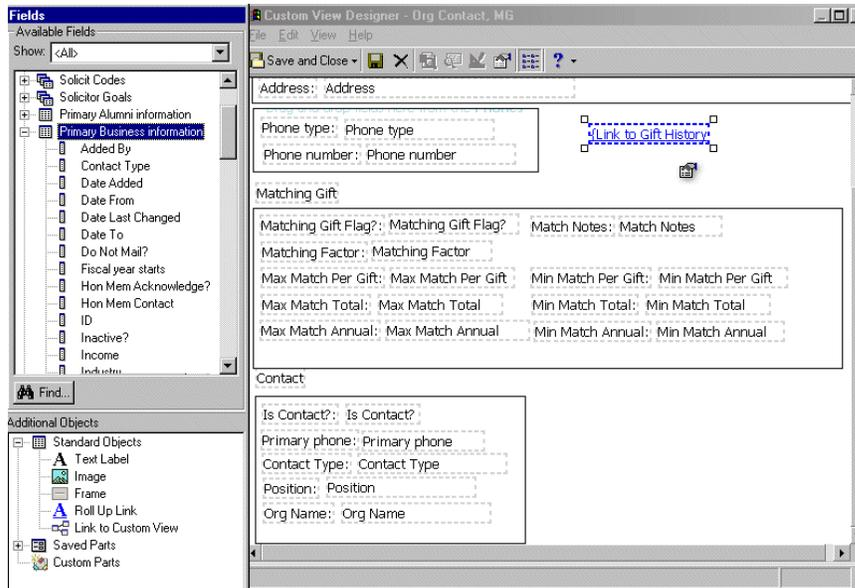 Fields
Available Fields
Show: <All>
Solicit Codes
Solicitor Goals
Primary Alumni information
Primary Business information
Added By
Contact Type
Date Added
Date From
Date Last Changed
Date To
Do Not Mail?
Fiscal year starts
Hon Mem Acknowledge?
Hon Mem Contact
ID
Inactive?
Income
Industry
Find...
Additional Objects
Standard Objects
A Text Label
Image
Frame
A Roll Up Link
Link to Custom View
Saved Parts
Custom Parts
Custom View Designer - Org Contact, MG
File Edit View Help
Save and Close
?
Address: Address
Phone type: Phone type
{Link to Gift History
Phone number: Phone number
Matching Gift
Matching Gift Flag?: Matching Gift Flag? Match Notes: Match Notes
Matching Factor: Matching Factor
Max Match Per Gift: Max Match Per Gift Min Match Per Gift: Min Match Per Gift
Max Match Total: Max Match Total Min Match Total: Min Match Total
Max Match Annual: Max Match Annual Min Match Annual: Min Match Annual
Contact
Is Contact?: Is Contact?
Primary phone: Primary phone
Contact Type: Contact Type
Position: Position
Org Name: Org Name